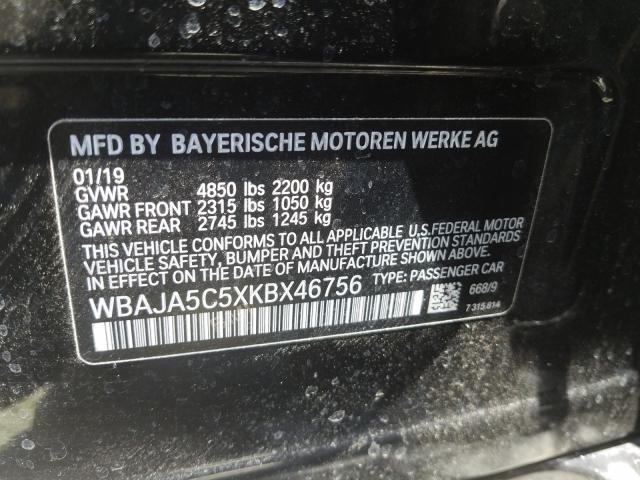 MFD BY BAYERISCHE MOTOREN WERKE AG
01/19
GVWR 4850 lbs 2200 kg
GAWR FRONT 2315 lbs 1050 kg
GAWR REAR 2745 lbs 1245 kg
THIS VEHICLE CONFORMS TO ALL APPLICABLE U.S.FEDERAL MOTOR
VEHICLE SAFETY, BUMPER AND THEFT PREVENTION STANDARDS
IN EFFECT ON THE DATE OF MANUFACTURE SHOWN ABOVE.
WBAJA5C5XKBX46756 TYPE: PASSENGER CAR
668/9
7 315 814